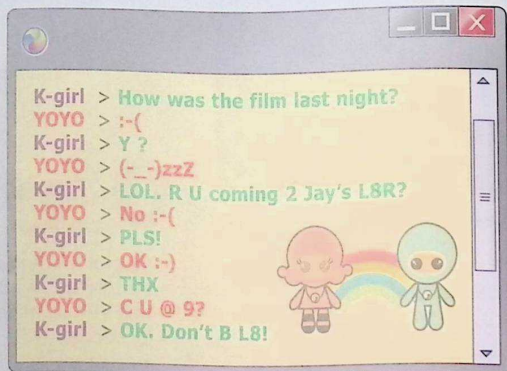 K-girl > How was the film last night?
YOYO > :-(
K-girl > Y ?
YOYO > (-_-)zzZ
K-girl > LOL. R U coming 2 Jay's L8R?
YOYO > No :-(
K-girl > PLS!
YOYO > OK :-)
K-girl > THX
YOYO > C U @ 9?
K-girl > OK. Don't B L8!